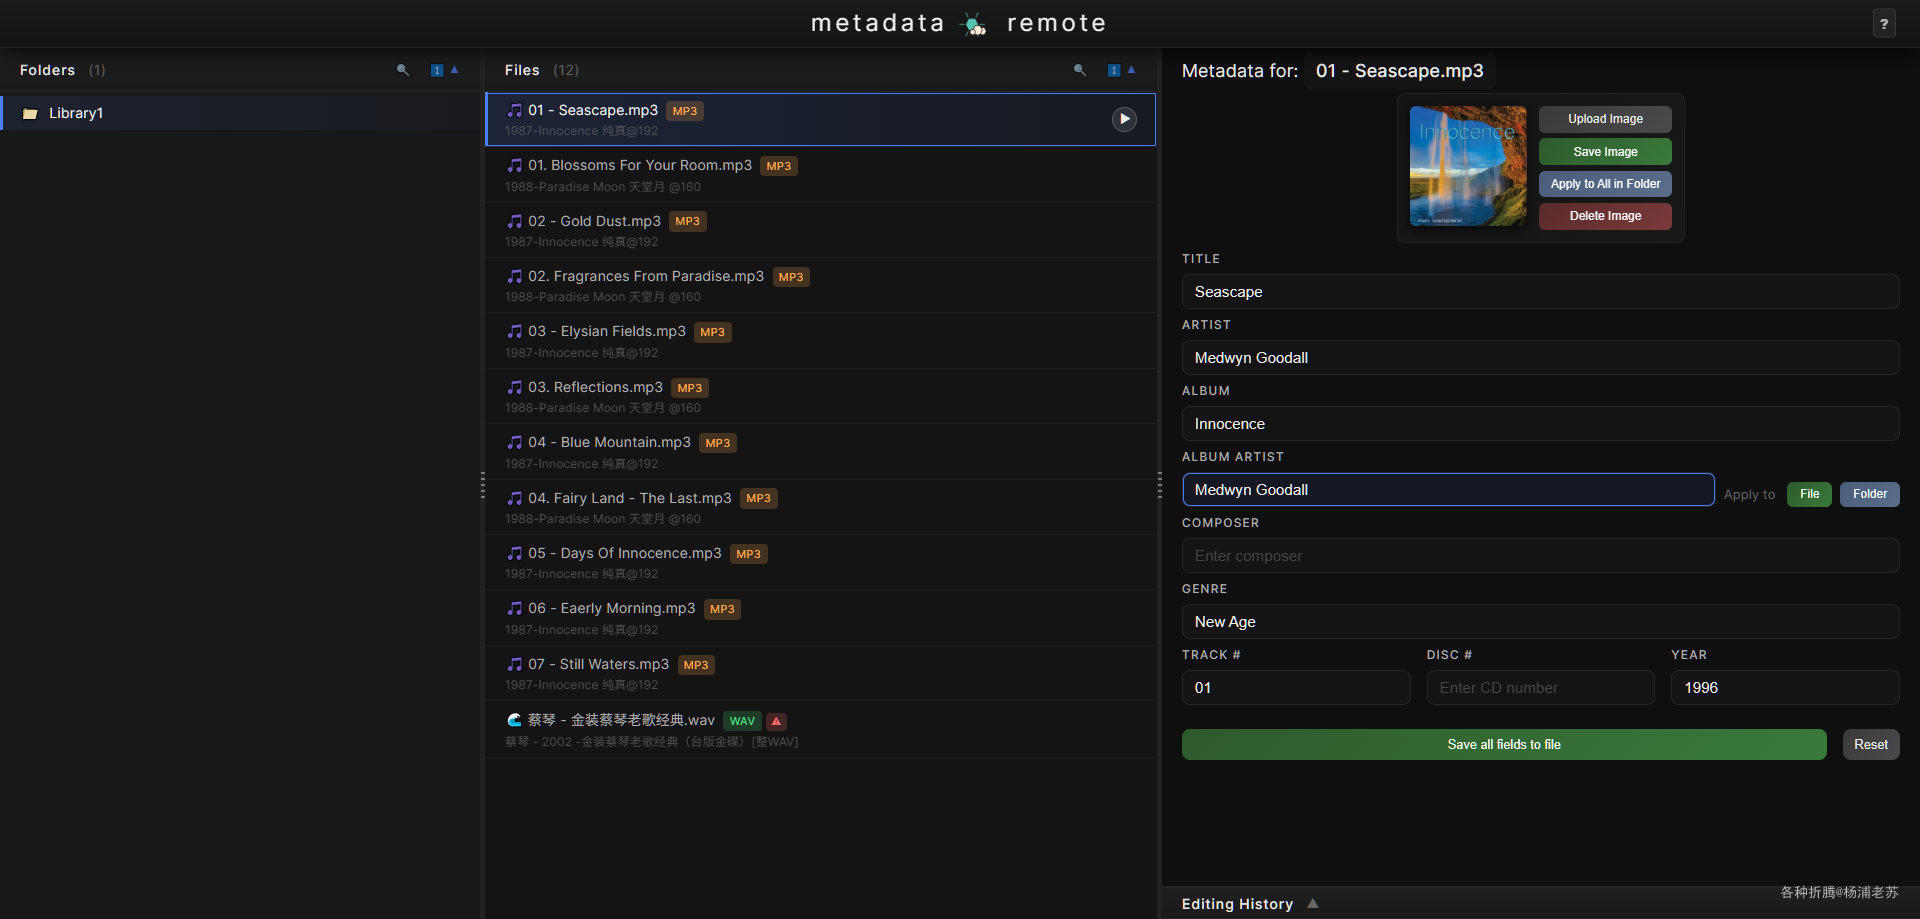 metadata remote
?
Folders (1)
Library1
Files (12)
01 - Seascape.mp3 MP3
1987-Innocence 纯真@192
01. Blossoms For Your Room.mp3 MP3
1988-Paradise Moon 天堂月 @160
02 - Gold Dust.mp3 MP3
1987-Innocence 纯真@192
02. Fragrances From Paradise.mp3 MP3
1988-Paradise Moon 天堂月 @160
03 - Elysian Fields.mp3 MP3
1987-Innocence 纯真@192
03. Reflections.mp3 MP3
1988-Paradise Moon 天堂月 @160
04 - Blue Mountain.mp3 MP3
1987-Innocence 纯真@192
04. Fairy Land - The Last.mp3 MP3
1988-Paradise Moon 天堂月 @160
05 - Days Of Innocence.mp3 MP3
1987-Innocence 纯真@192
06 - Eaerly Morning.mp3 MP3
1987-Innocence 纯真@192
07 - Still Waters.mp3 MP3
1987-Innocence 纯真@192
蔡琴 - 金装蔡琴老歌经典.wav WAV
蔡琴 - 2002 -金装蔡琴老歌经典（台版金碟）[整WAV]
Metadata for: 01 - Seascape.mp3
Innocence
Upload Image
Save Image
Apply to All in Folder
Delete Image
TITLE
Seascape
ARTIST
Medwyn Goodall
ALBUM
Innocence
ALBUM ARTIST
Medwyn Goodall Apply to File Folder
COMPOSER
Enter composer
GENRE
New Age
TRACK # DISC # YEAR
01 Enter CD number 1996
Save all fields to file Reset
Editing History
各种折腾@杨浦老苏